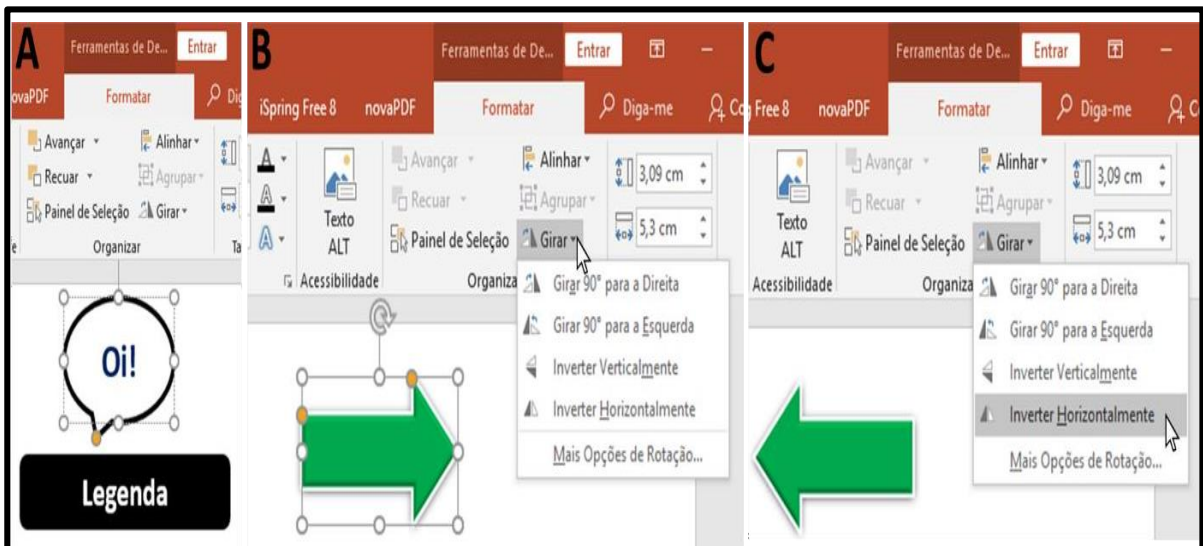 A
Ferramentas de De...
Entrar
ovaPDF
Formatar
Dig
Avançar
Alinhar
Recuar
Agrupar
Painel de Seleção
Girar
Organizar
Ta
Oi!
Legenda
B
Ferramentas de De...
Entrar
iSpring Free 8
novaPDF
Formatar
Diga-me
A
A
A
Texto
ALT
Acessibilidade
Avançar
Recuar
Painel de Seleção
Organiza
Alinhar
Agrupar
Girar
3,09 cm
5,3 cm
Girar 90° para a Direita
Girar 90° para a Esquerda
Inverter Verticalmente
Inverter Horizontalmente
Mais Opções de Rotação...
C
Ferramentas de De...
Entrar
Free 8
novaPDF
Formatar
Diga-me
Texto
ALT
Acessibilidade
Avançar
Recuar
Painel de Seleção
Organiza
Alinhar
Agrupar
Girar
3,09 cm
5,3 cm
Girar 90° para a Direita
Girar 90° para a Esquerda
Inverter Verticalmente
Inverter Horizontalmente
Mais Opções de Rotação...